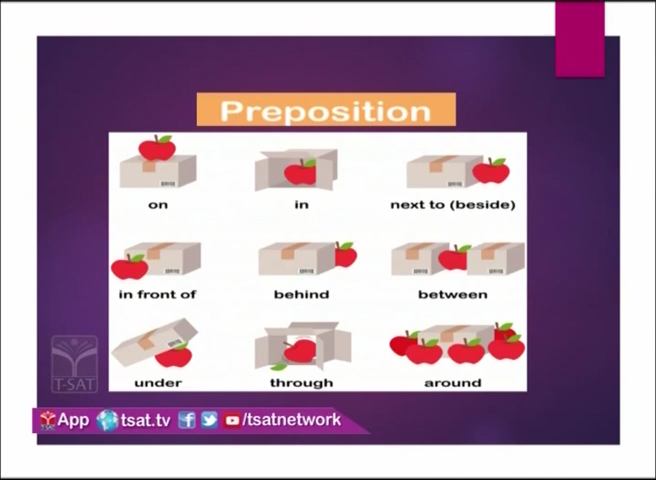 Preposition
on in next to (beside)
in front of behind between
under through around
T-SAT
App tsat.tv /tsatnetwork